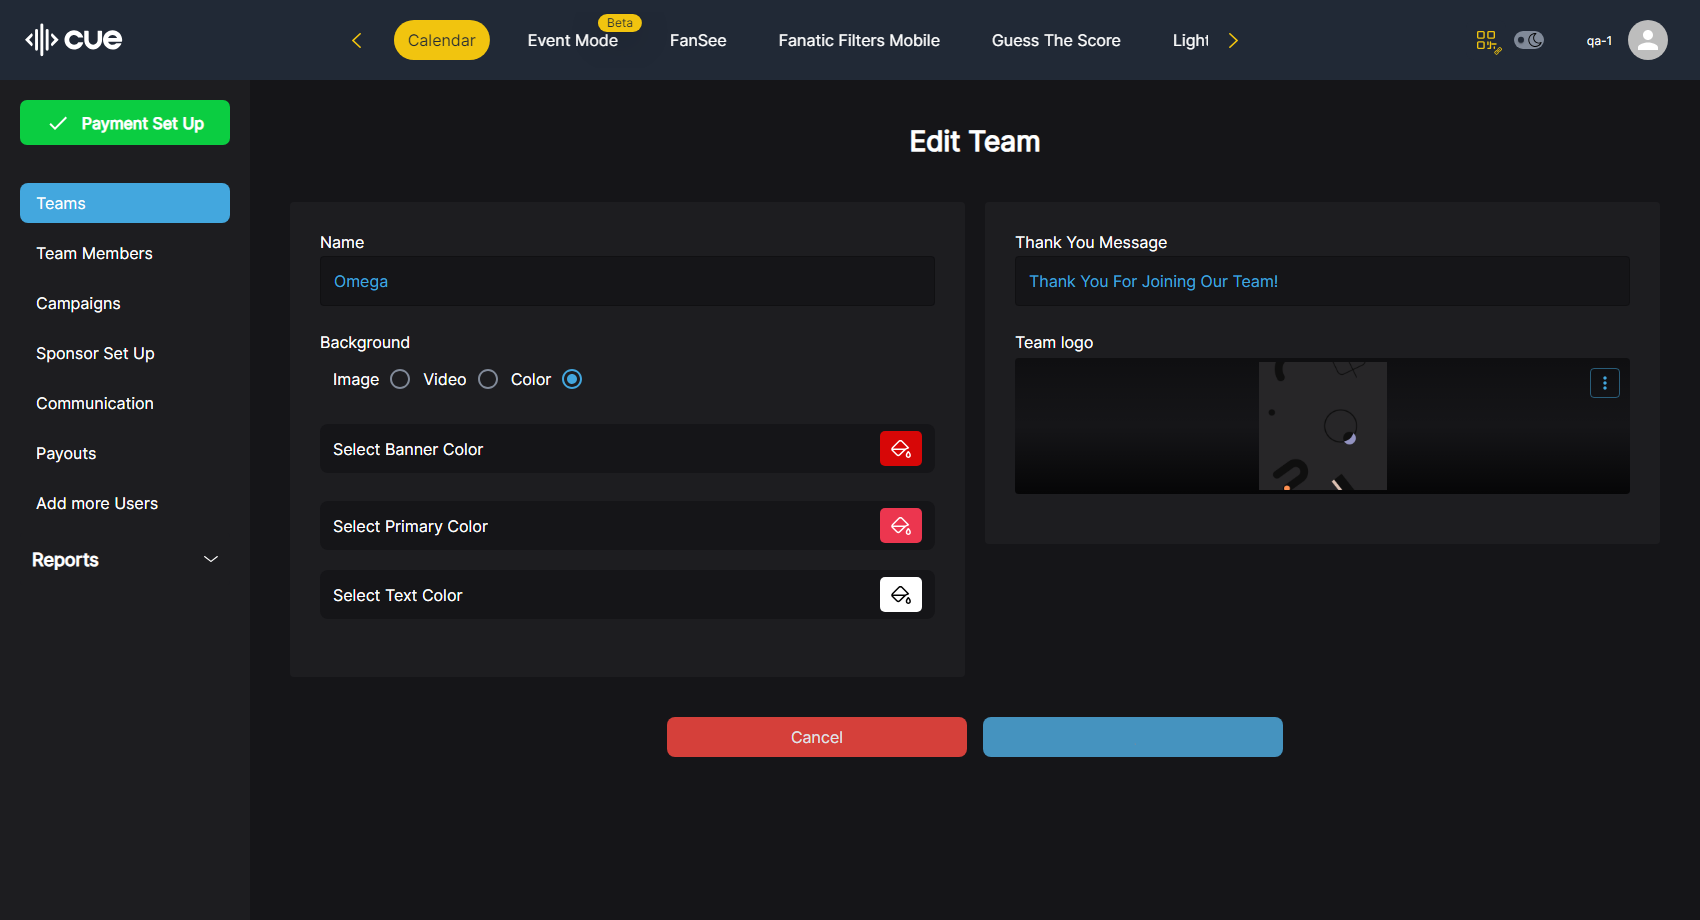 cue
Calendar
Beta
Event Mode
FanSee
Fanatic Filters Mobile
Guess The Score
Light
qa-1
Payment Set Up
Teams
Team Members
Campaigns
Sponsor Set Up
Communication
Payouts
Add more Users
Reports
Edit Team
Name
Omega
Background
Image
Video
Color
Select Banner Color
Select Primary Color
Select Text Color
Thank You Message
Thank You For Joining Our Team!
Team logo
Cancel